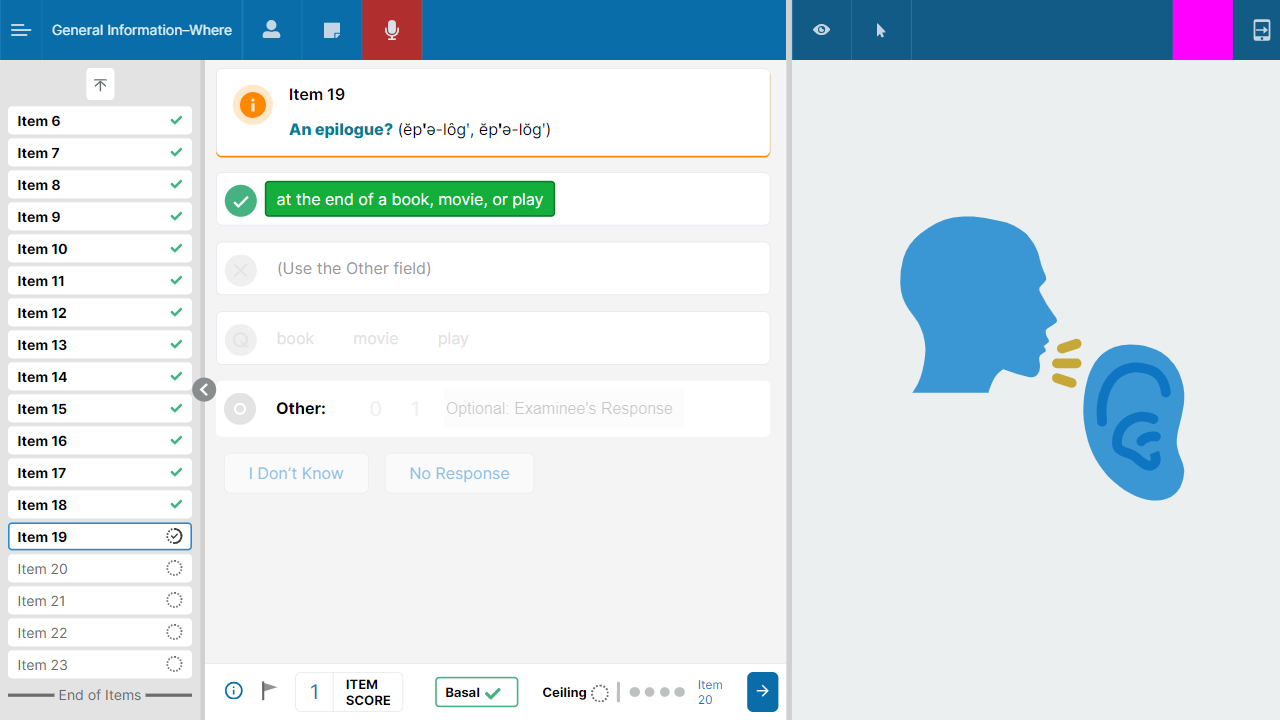 General Information–Where
Item 6
Item 7
Item 8
Item 9
Item 10
Item 11
Item 12
Item 13
Item 14
Item 15
Item 16
Item 17
Item 18
Item 19
Item 20
Item 21
Item 22
Item 23
End of Items
Item 19
An epilogue? (ĕp'ə-lôg', ĕp'ə-lŏg')
at the end of a book, movie, or play
(Use the Other field)
Q book movie play
Other: 0 1 Optional: Examinee's Response
I Don’t Know No Response
1 ITEM SCORE
Basal
Ceiling
Item 20